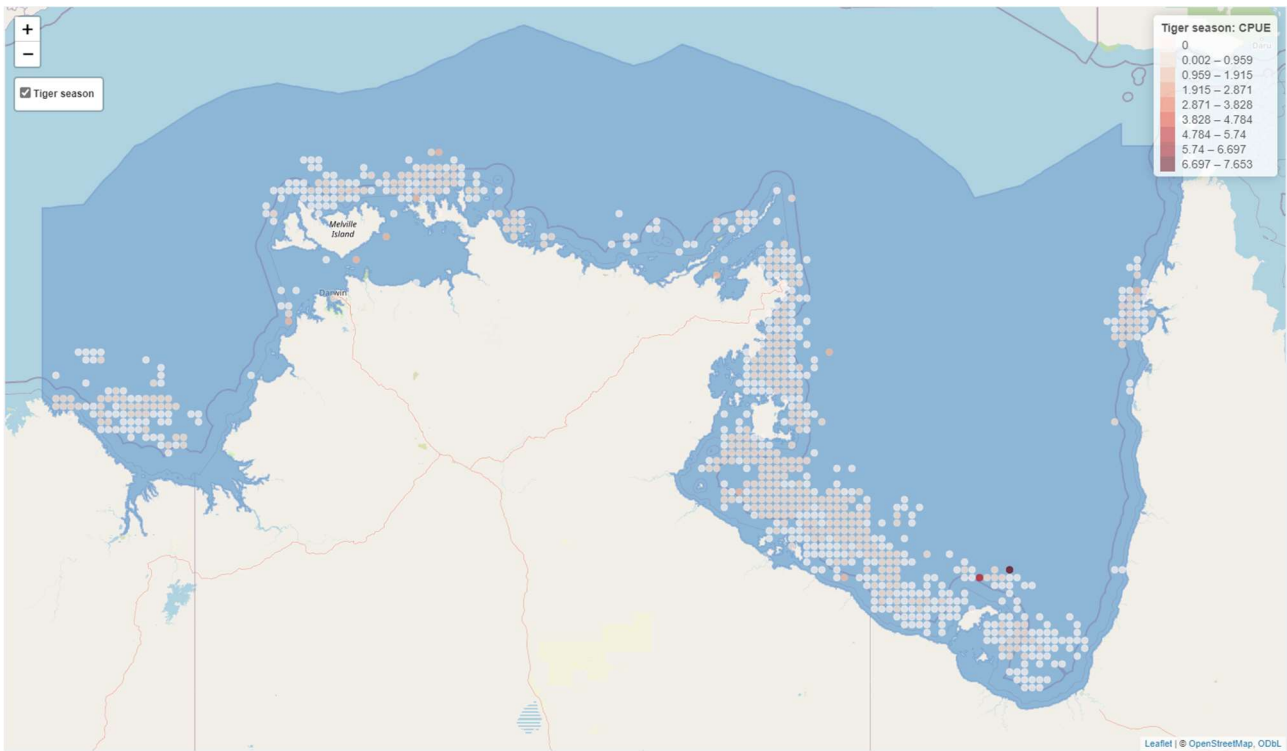 +
−
Tiger season
Tiger season: CPUE
0
0.002 – 0.959
0.959 – 1.915
1.915 – 2.871
2.871 – 3.828
3.828 – 4.784
4.784 – 5.74
5.74 – 6.697
6.697 – 7.653
Daru
Melville
Island
Darwin
Leaflet | © OpenStreetMap, ODbL